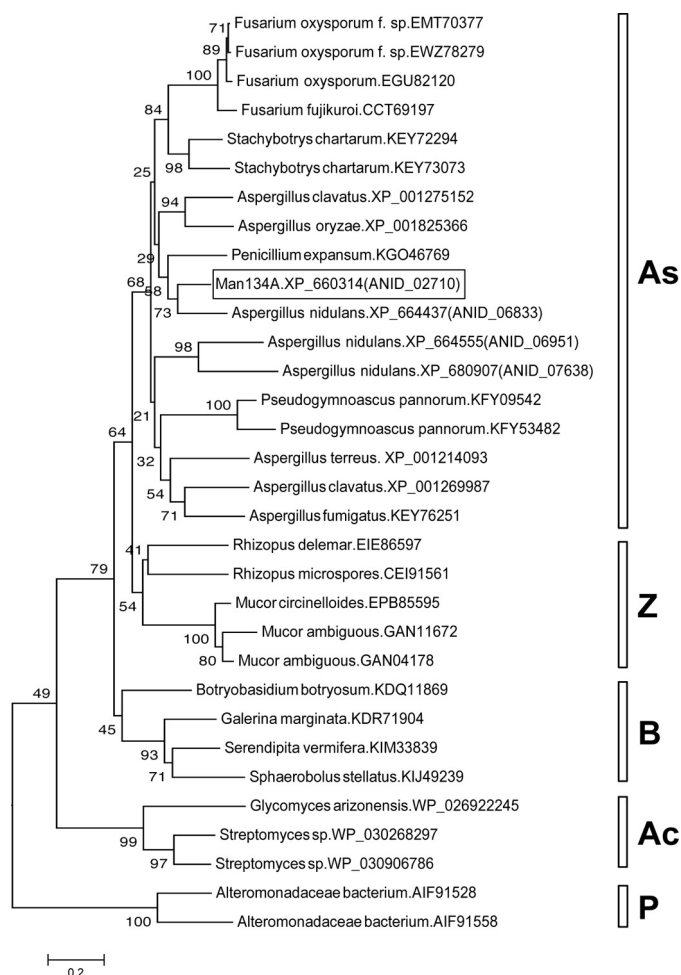 71
Fusarium oxysporum f. sp.EMT70377
89
Fusarium oxysporum f. sp.EWZ78279
100
Fusarium oxysporum.EGU82120
84
Fusarium fujikuroi.CCT69197
Stachybotrys chartarum.KEY72294
98
Stachybotrys chartarum.KEY73073
25
94
Aspergillus clavatus.XP_001275152
Aspergillus oryzae.XP_001825366
29
Penicillium expansum.KGO46769
68
58
Man134A.XP_660314(ANID_02710)
As
73
Aspergillus nidulans.XP_664437(ANID_06833)
98
Aspergillus nidulans.XP_664555(ANID_06951)
Aspergillus nidulans.XP_680907(ANID_07638)
21
100
Pseudogymnoascus pannorum.KFY09542
64
Pseudogymnoascus pannorum.KFY53482
32
Aspergillus terreus. XP_001214093
54
Aspergillus clavatus.XP_001269987
71
Aspergillus fumigatus.KEY76251
41
Rhizopus delemar.EIE86597
79
Rhizopus microspores.CEI91561
54
Mucor circinelloides.EPB85595
Z
100
Mucor ambiguous.GAN11672
80
Mucor ambiguous.GAN04178
49
Botryobasidium botryosum.KDQ11869
45
Galerina marginata.KDR71904
B
93
Serendipita vermifera.KIM33839
71
Sphaerobolus stellatus.KIJ49239
Glycomyces arizonensis.WP_026922245
99
Streptomyces sp.WP_030268297
Ac
97
Streptomyces sp.WP_030906786
Alteromonadaceae bacterium.AIF91528
P
100
Alteromonadaceae bacterium.AIF91558
0.2